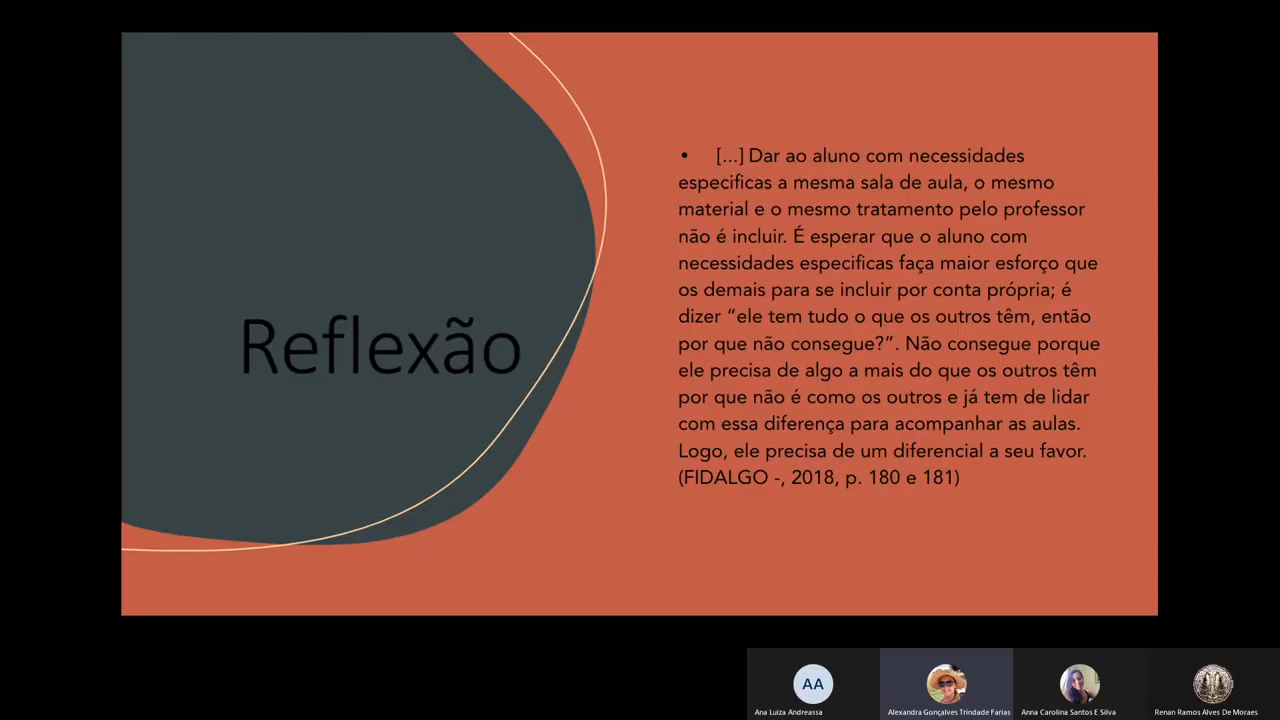 Reflexão
• [...] Dar ao aluno com necessidades
especificas a mesma sala de aula, o mesmo
material e o mesmo tratamento pelo professor
não é incluir. É esperar que o aluno com
necessidades especificas faça maior esforço que
os demais para se incluir por conta própria; é
dizer “ele tem tudo o que os outros têm, então
por que não consegue?”. Não consegue porque
ele precisa de algo a mais do que os outros têm
por que não é como os outros e já tem de lidar
com essa diferença para acompanhar as aulas.
Logo, ele precisa de um diferencial a seu favor.
(FIDALGO -, 2018, p. 180 e 181)
AA
Ana Luiza Andreassa
Alexandra Gonçalves Trindade Farias
Anna Carolina Santos E Silva
Renan Ramos Alves De Moraes